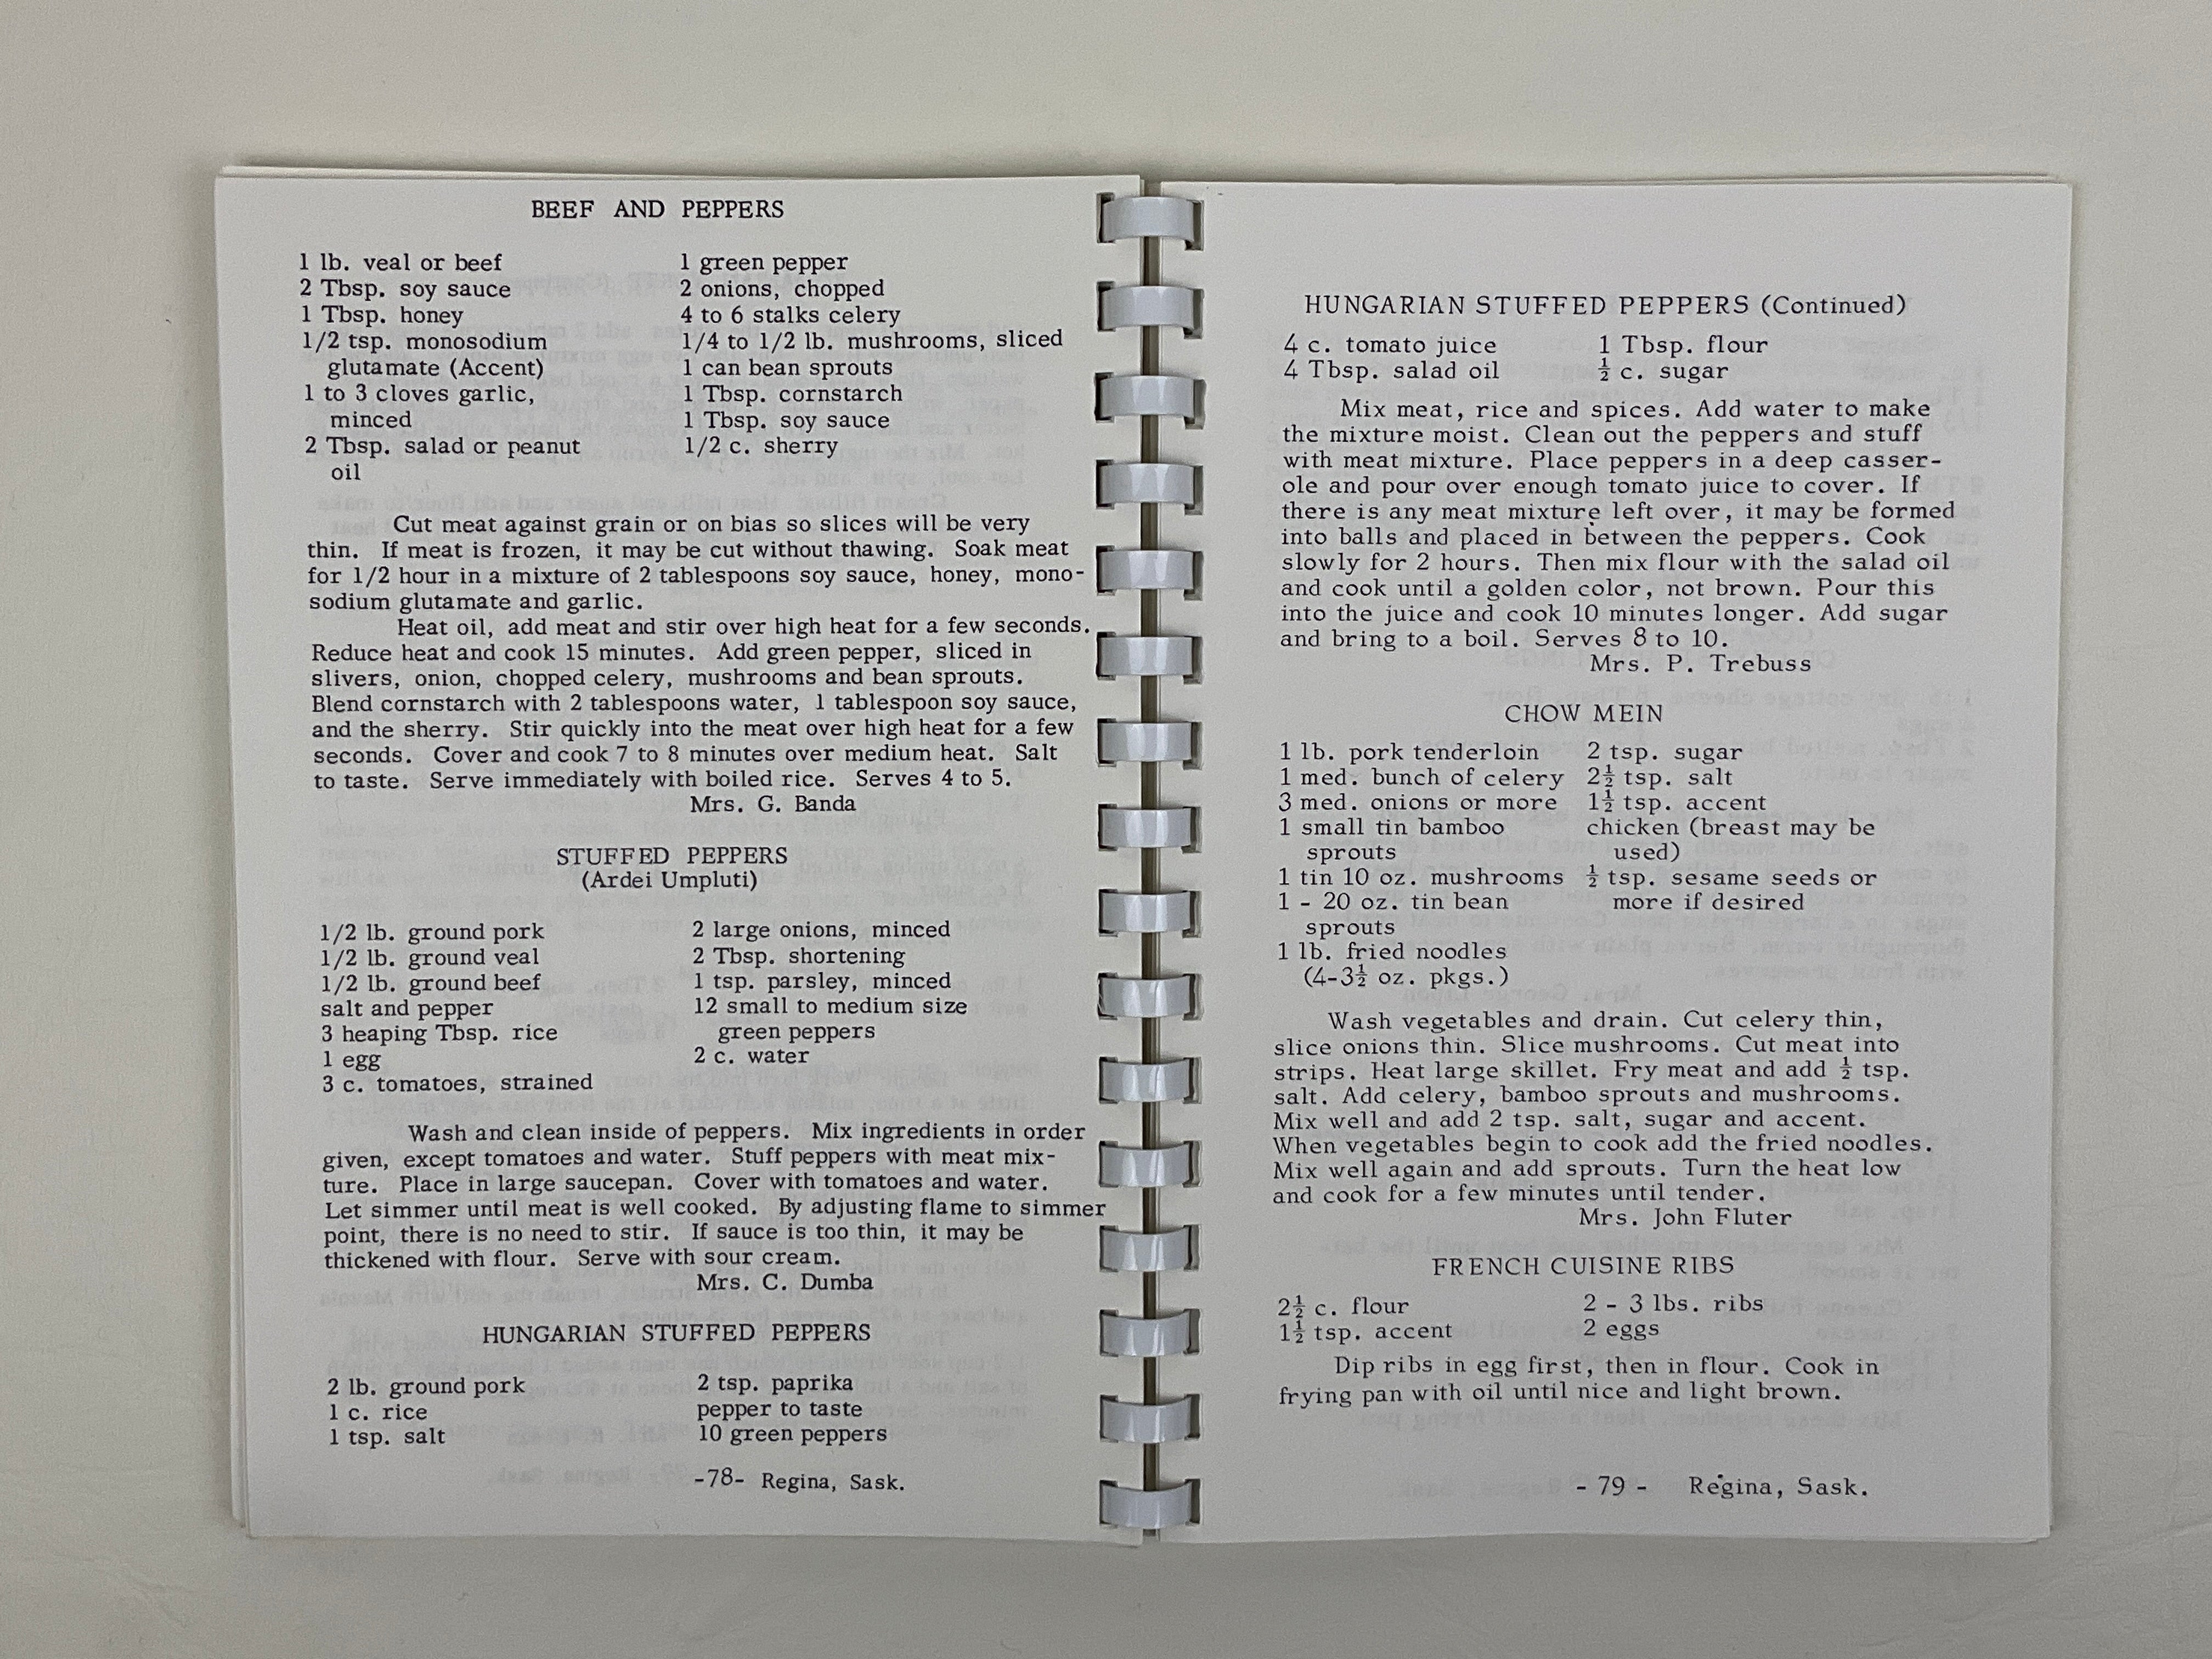 BEEF AND PEPPERS
1 lb. veal or beef
2 Tbsp. soy sauce
1 Tbsp. honey
1/2 tsp. monosodium
glutamate (Accent)
1 to 3 cloves garlic,
minced
2 Tbsp. salad or peanut
oil
1 green pepper
2 onions, chopped
4 to 6 stalks celery
1/4 to 1/2 lb. mushrooms, sliced
1 can bean sprouts
1 Tbsp. cornstarch
1 Tbsp. soy sauce
1/2 c. sherry
Cut meat against grain or on bias so slices will be very
thin. If meat is frozen, it may be cut without thawing. Soak meat
for 1/2 hour in a mixture of 2 tablespoons soy sauce, honey, mono-
sodium glutamate and garlic.
Heat oil, add meat and stir over high heat for a few seconds.
Reduce heat and cook 15 minutes. Add green pepper, sliced in
slivers, onion, chopped celery, mushrooms and bean sprouts.
Blend cornstarch with 2 tablespoons water, 1 tablespoon soy sauce,
and the sherry. Stir quickly into the meat over high heat for a few
seconds. Cover and cook 7 to 8 minutes over medium heat. Salt
to taste. Serve immediately with boiled rice. Serves 4 to 5.
Mrs. G. Banda
STUFFED PEPPERS
(Ardei Umpluti)
1/2 lb. ground pork
1/2 lb. ground veal
1/2 lb. ground beef
salt and pepper
3 heaping Tbsp. rice
1 egg
3 c. tomatoes, strained
2 large onions, minced
2 Tbsp. shortening
1 tsp. parsley, minced
12 small to medium size
green peppers
2 c. water
Wash and clean inside of peppers. Mix ingredients in order
given, except tomatoes and water. Stuff peppers with meat mix-
ture. Place in large saucepan. Cover with tomatoes and water.
Let simmer until meat is well cooked. By adjusting flame to simmer
point, there is no need to stir. If sauce is too thin, it may be
thickened with flour. Serve with sour cream.
Mrs. C. Dumba
HUNGARIAN STUFFED PEPPERS
2 lb. ground pork
1 c. rice
1 tsp. salt
2 tsp. paprika
pepper to taste
10 green peppers
-78- Regina, Sask.
HUNGARIAN STUFFED PEPPERS (Continued)
4 c. tomato juice
4 Tbsp. salad oil
1 Tbsp. flour
½ c. sugar
Mix meat, rice and spices. Add water to make
the mixture moist. Clean out the peppers and stuff
with meat mixture. Place peppers in a deep casser-
ole and pour over enough tomato juice to cover. If
there is any meat mixture left over, it may be formed
into balls and placed in between the peppers. Cook
slowly for 2 hours. Then mix flour with the salad oil
and cook until a golden color, not brown. Pour this
into the juice and cook 10 minutes longer. Add sugar
and bring to a boil. Serves 8 to 10.
Mrs. P. Trebuss
CHOW MEIN
1 lb. pork tenderloin
1 med. bunch of celery
3 med. onions or more
1 small tin bamboo
sprouts
1 tin 10 oz. mushrooms
1 - 20 oz. tin bean
sprouts
1 lb. fried noodles
(4-3½ oz. pkgs.)
2 tsp. sugar
2½ tsp. salt
1½ tsp. accent
chicken (breast may be
used)
½ tsp. sesame seeds or
more if desired
Wash vegetables and drain. Cut celery thin,
slice onions thin. Slice mushrooms. Cut meat into
strips. Heat large skillet. Fry meat and add ½ tsp.
salt. Add celery, bamboo sprouts and mushrooms.
Mix well and add 2 tsp. salt, sugar and accent.
When vegetables begin to cook add the fried noodles.
Mix well again and add sprouts. Turn the heat low
and cook for a few minutes until tender.
Mrs. John Fluter
FRENCH CUISINE RIBS
2½ c. flour
1½ tsp. accent
2 - 3 lbs. ribs
2 eggs
Dip ribs in egg first, then in flour. Cook in
frying pan with oil until nice and light brown.
- 79 - Regina, Sask.